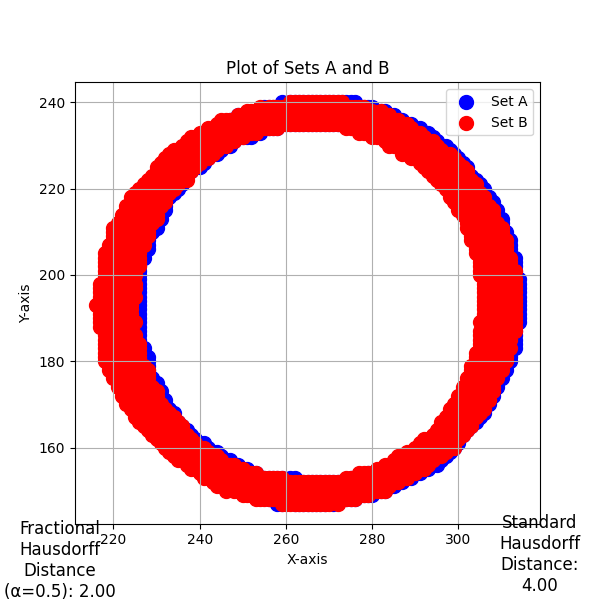 Plot of Sets A and B
Set A
Set B
Y-axis
240
220
200
180
160
220
240
260
280
300
X-axis
Fractional
Hausdorff
Distance
(α=0.5): 2.00
Standard
Hausdorff
Distance:
4.00